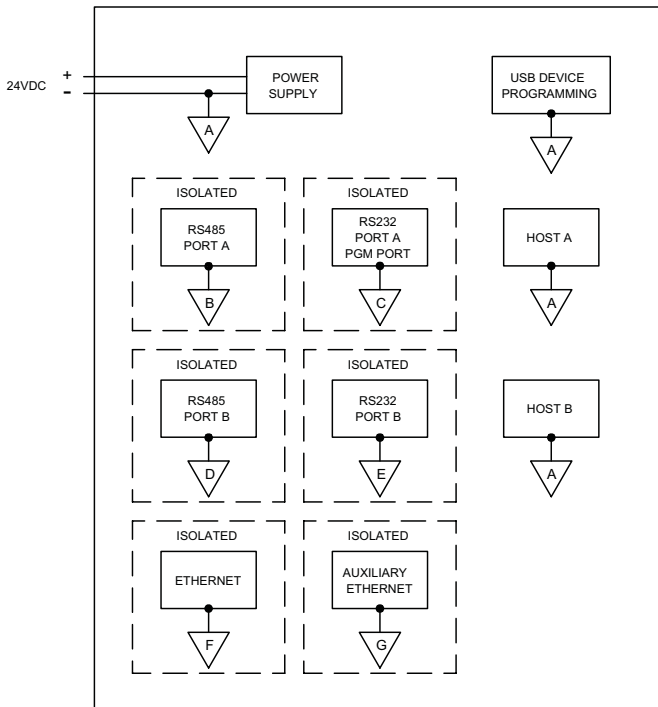 24VDC
+
-
POWER
SUPPLY
A
USB DEVICE
PROGRAMMING
A
ISOLATED
RS485
PORT A
B
ISOLATED
RS232
PORT A
PGM PORT
C
HOST A
A
ISOLATED
RS485
PORT B
D
ISOLATED
RS232
PORT B
E
HOST B
A
ISOLATED
ETHERNET
F
ISOLATED
AUXILIARY
ETHERNET
G